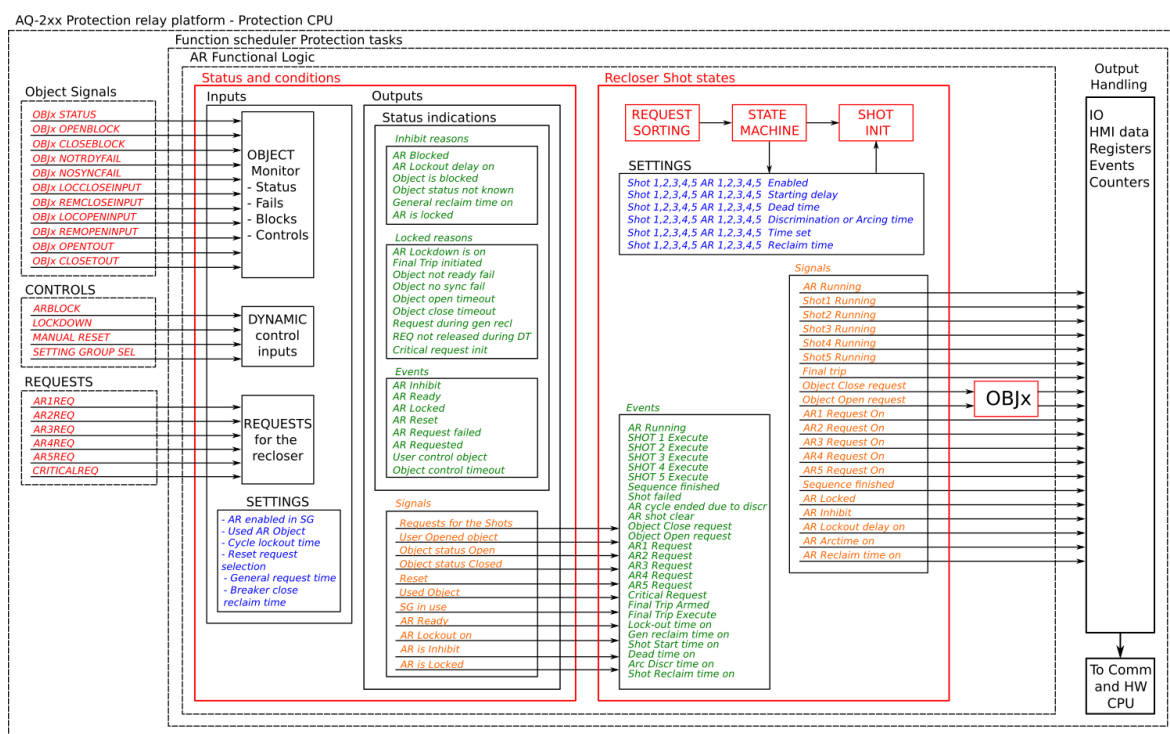 AQ-2xx Protection relay platform - Protection CPU
Function scheduler Protection tasks
AR Functional Logic
Object Signals
OBJx STATUS
OBJx OPENBLOCK
OBJx CLOSEBLOCK
OBJx NOTRDYFAIL
OBJx NOSYNCFAIL
OBJx LOCCLOSEINPUT
OBJx REMCLOSEINPUT
OBJx LOCOPENINPUT
OBJx REMOPENINPUT
OBJx OPENTOUT
OBJx CLOSETOUT
CONTROLS
ARBLOCK
LOCKDOWN
MANUAL RESET
SETTING GROUP SEL
REQUESTS
AR1REQ
AR2REQ
AR3REQ
AR4REQ
AR5REQ
CRITICALREQ
Status and conditions
Inputs
OBJECT
Monitor
- Status
- Fails
- Blocks
- Controls
DYNAMIC
control
inputs
REQUESTS
for the
recloser
SETTINGS
- AR enabled in SG
- Used AR Object
- Cycle lockout time
- Reset request
selection
- General request time
- Breaker close
reclaim time
Outputs
Status indications
Inhibit reasons
AR Blocked
AR Lockout delay on
Object is blocked
Object status not known
General reclaim time on
AR is locked
Locked reasons
AR Lockdown is on
Final Trip initiated
Object not ready fail
Object no sync fail
Object open timeout
Object close timeout
Request during gen recl
REQ not released during DT
Critical request init
Events
AR Inhibit
AR Ready
AR Locked
AR Reset
AR Request failed
AR Requested
User control object
Object control timeout
Signals
Requests for the Shots
User Opened object
Object status Open
Object status Closed
Reset
Used Object
SG in use
AR Ready
AR Lockout on
AR is Inhibit
AR is Locked
Recloser Shot states
REQUEST
SORTING
STATE
MACHINE
SHOT
INIT
SETTINGS
Shot 1,2,3,4,5 AR 1,2,3,4,5 Enabled
Shot 1,2,3,4,5 AR 1,2,3,4,5 Starting delay
Shot 1,2,3,4,5 AR 1,2,3,4,5 Dead time
Shot 1,2,3,4,5 AR 1,2,3,4,5 Discrimination or Arcing time
Shot 1,2,3,4,5 AR 1,2,3,4,5 Time set
Shot 1,2,3,4,5 AR 1,2,3,4,5 Reclaim time
Events
AR Running
SHOT 1 Execute
SHOT 2 Execute
SHOT 3 Execute
SHOT 4 Execute
SHOT 5 Execute
Sequence finished
Shot failed
AR cycle ended due to discr
AR shot clear
Object Close request
Object Open request
AR1 Request
AR2 Request
AR3 Request
AR4 Request
AR5 Request
Critical Request
Final Trip Armed
Final Trip Execute
Lock-out time on
Gen reclaim time on
Shot Start time on
Dead time on
Arc Discr time on
Shot Reclaim time on
Signals
AR Running
Shot1 Running
Shot2 Running
Shot3 Running
Shot4 Running
Shot5 Running
Final trip
Object Close request
Object Open request
AR1 Request On
AR2 Request On
AR3 Request On
AR4 Request On
AR5 Request On
Sequence finished
AR Locked
AR Inhibit
AR Lockout delay on
AR Arctime on
AR Reclaim time on
OBJx
Output
Handling
IO
HMI data
Registers
Events
Counters
To Comm
and HW
CPU